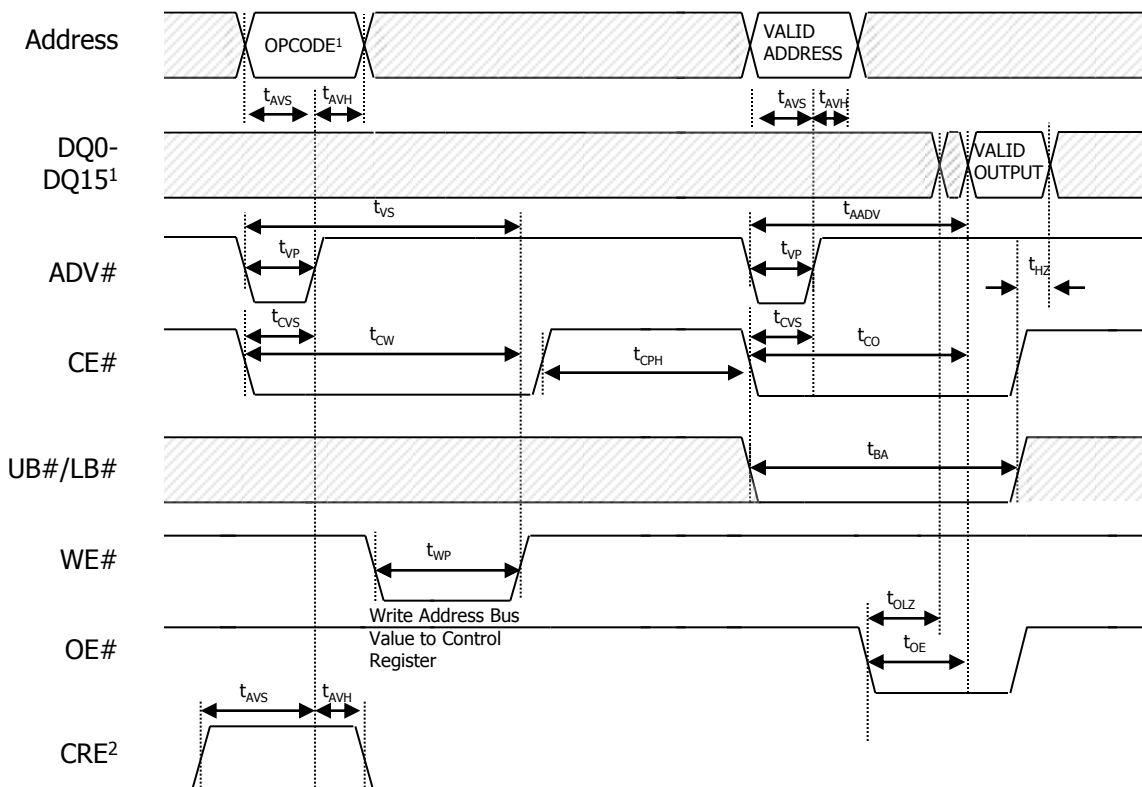 Address
OPCODE¹
VALID
ADDRESS
tAVS
tAVH
tAVS
tAVH
DQ0-
DQ15¹
VALID
OUTPUT
tVS
tAADV
ADV#
tVP
tVP
tHZ
CE#
tCVS
tCW
tCPH
tCVS
tCO
UB#/LB#
tBA
WE#
tWP
Write Address Bus
Value to Control
Register
OE#
tOLZ
tOE
tAVS
tAVH
CRE²